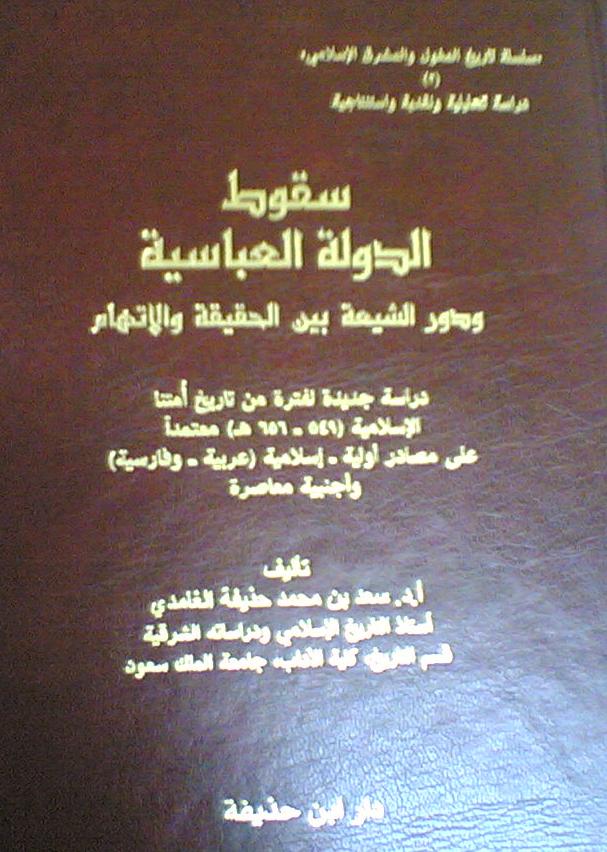 «سلسلة تاريخ المغول والمشرق الإسلامي»
(٢)
دراسة تحليلية ونقدية واستنتاجية
سقوط
الدولة العباسية
ودور الشيعة بين الحقيقة والاتهام
دراسة جديدة لفترة من تاريخ أمتنا
الإسلامية (٥٤٩ - ٦٥٦ هـ) معتمداً
على مصادر أولية - إسلامية (عربية - وفارسية)
وأجنبية معاصرة
تأليف
أ.د. سعد بن محمد حذيفة الغامدي
أستاذ التاريخ الإسلامي ودراساته الشرقية
قسم التاريخ، كلية الآداب، جامعة الملك سعود
دار ابن حذيفة